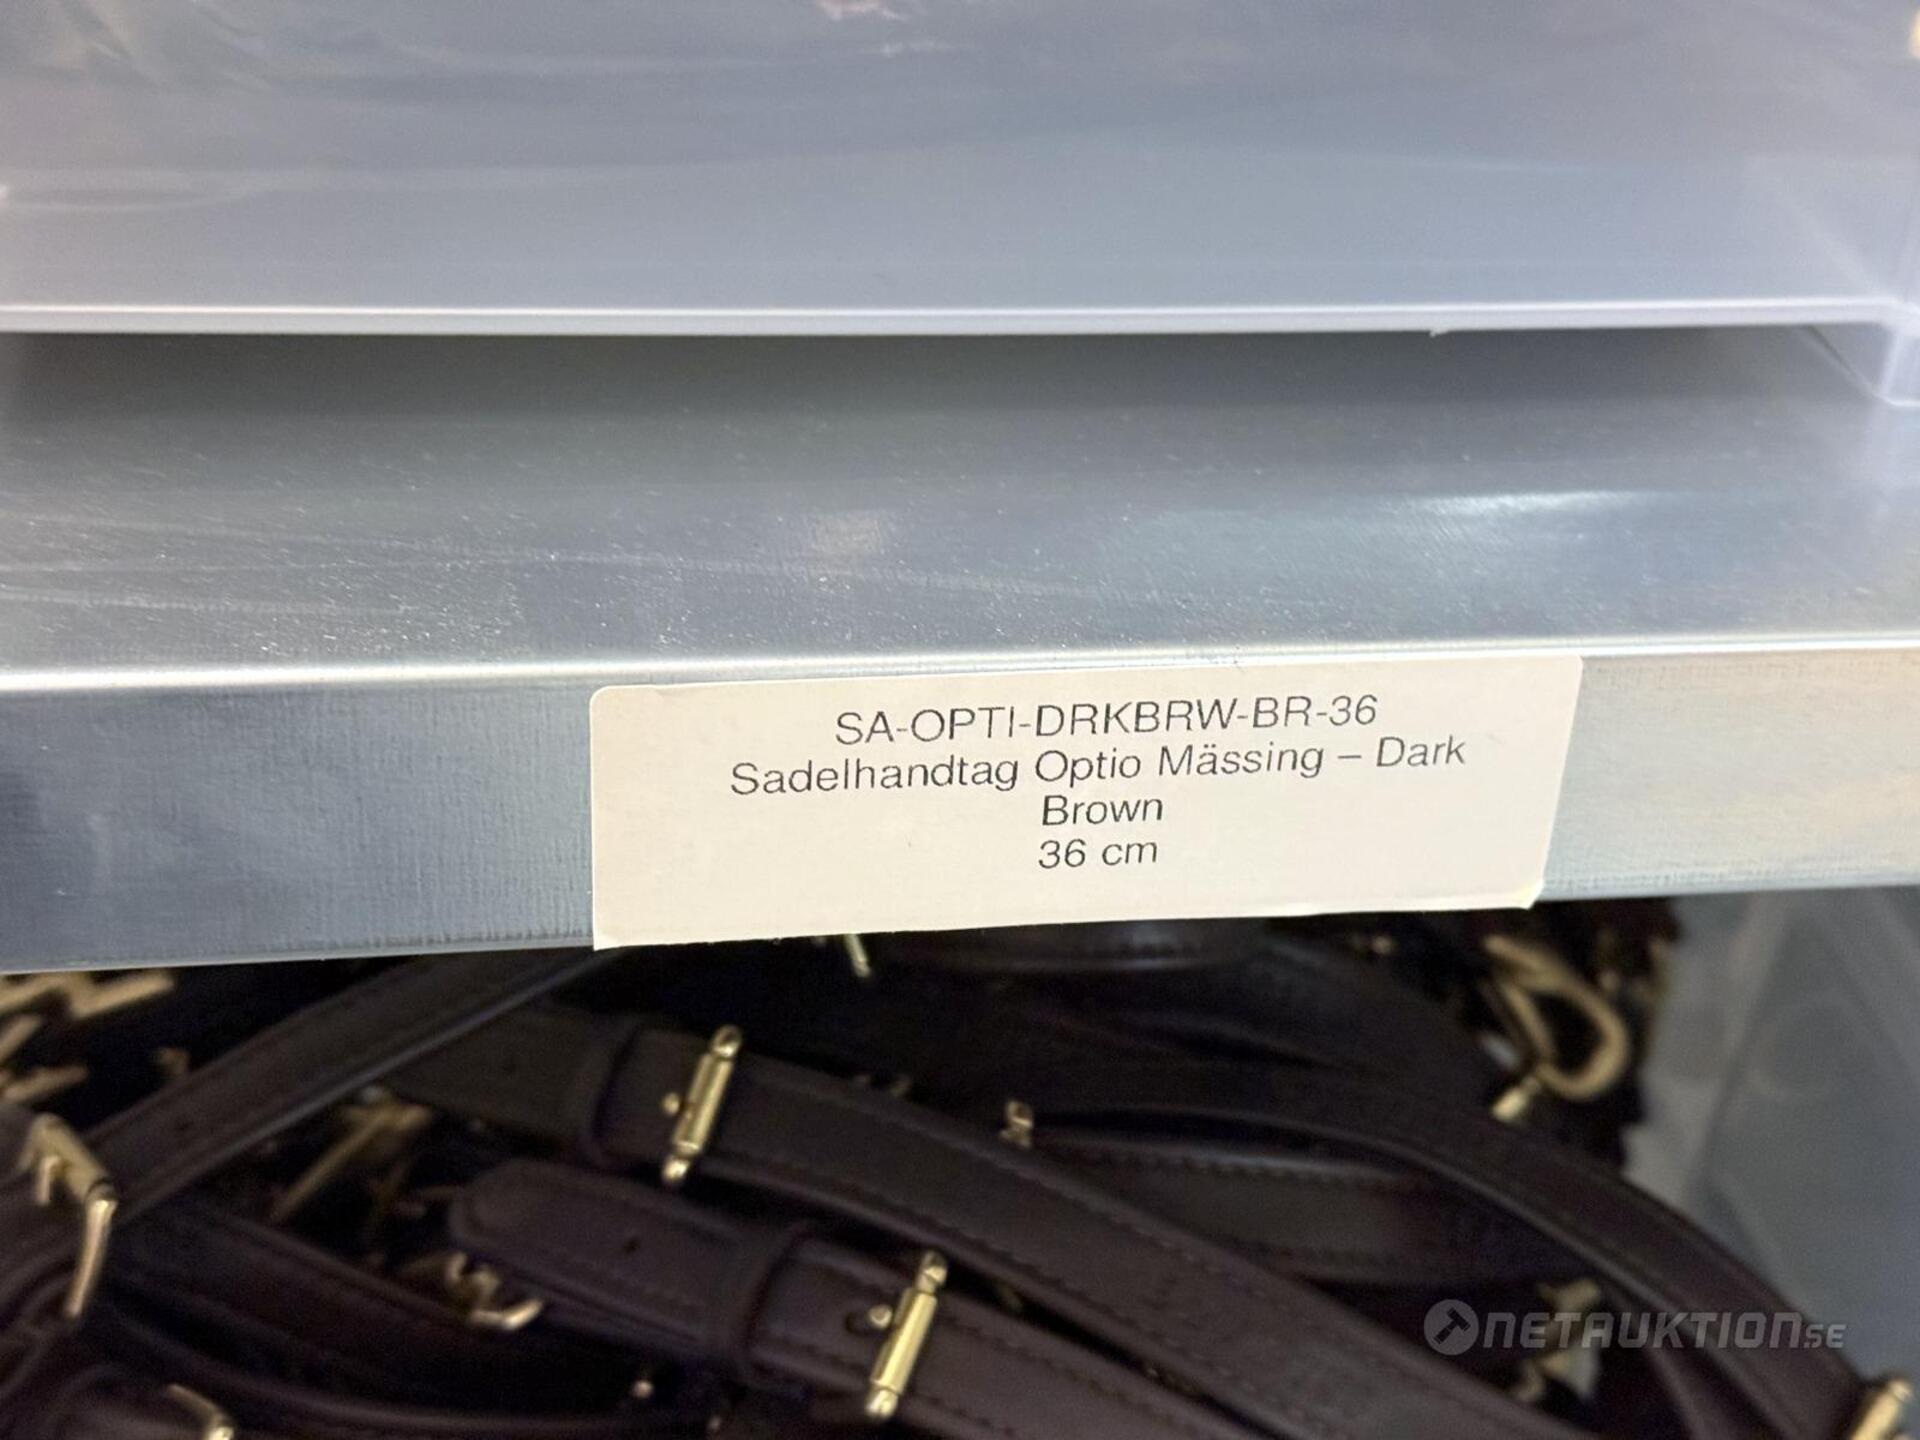 SA-OPTI-DRKBRW-BR-36
Sadelhandtag Optio Mässing – Dark
Brown
36 cm
NETAUKTION.SE